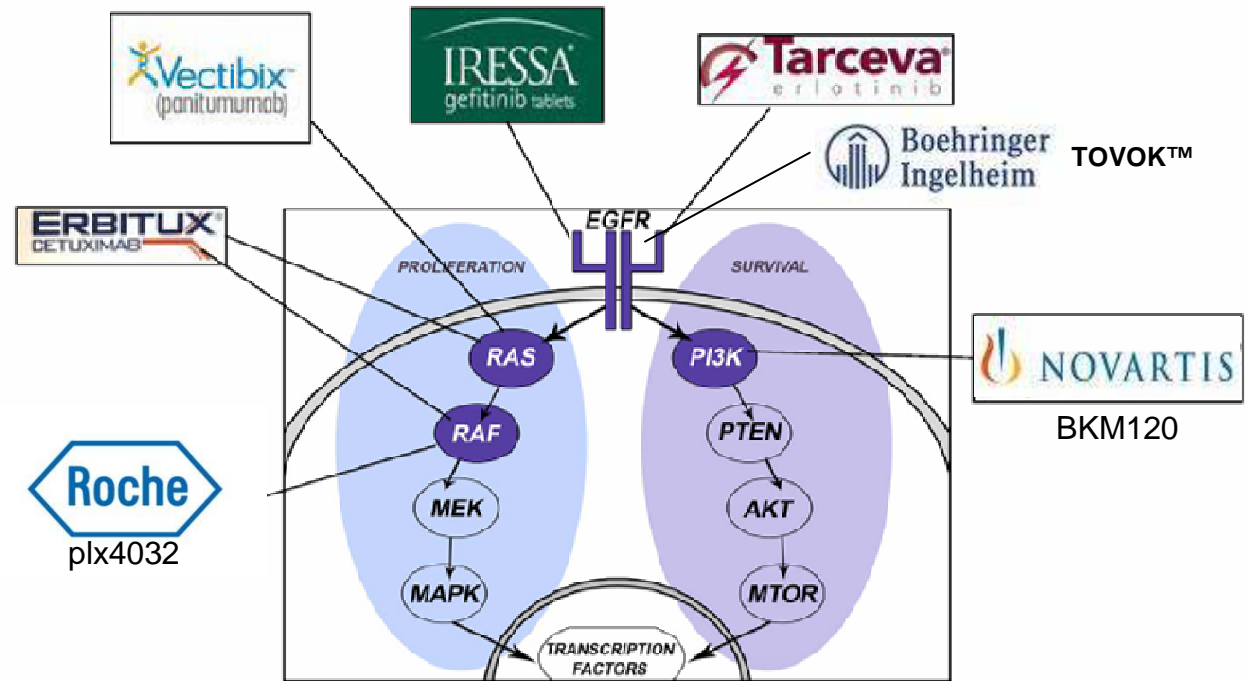 Vectibix™
(panitumumab)
IRESSA®
gefitinib tablets
Tarceva®
erlotinib
Boehringer
Ingelheim
TOVOK™
ERBITUX®
CETUXIMAB
EGFR
PROLIFERATION
SURVIVAL
RAS
PI3K
NOVARTIS
BKM120
RAF
PTEN
Roche
plx4032
MEK
AKT
MAPK
MTOR
TRANSCRIPTION
FACTORS